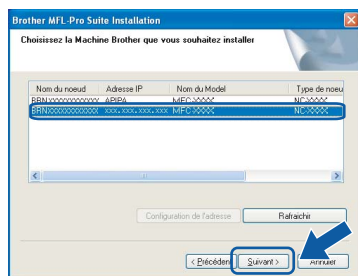 Brother MFL-Pro Suite Installation
Choisissez la Machine Brother que vous souhaitez installer
Nom du noeud Adresse IP Nom du Model Type de noeu
BRNxxxxxxxxxxxx APIPA MFC-XXXX NC-XXXX
BRNxxxxxxxxxxxx xxx.xxx.xxx.xxx MFC-XXXX NC-XXXX
Configuration de l'adresse Rafraichir
< Précéden Suivant > Annuler